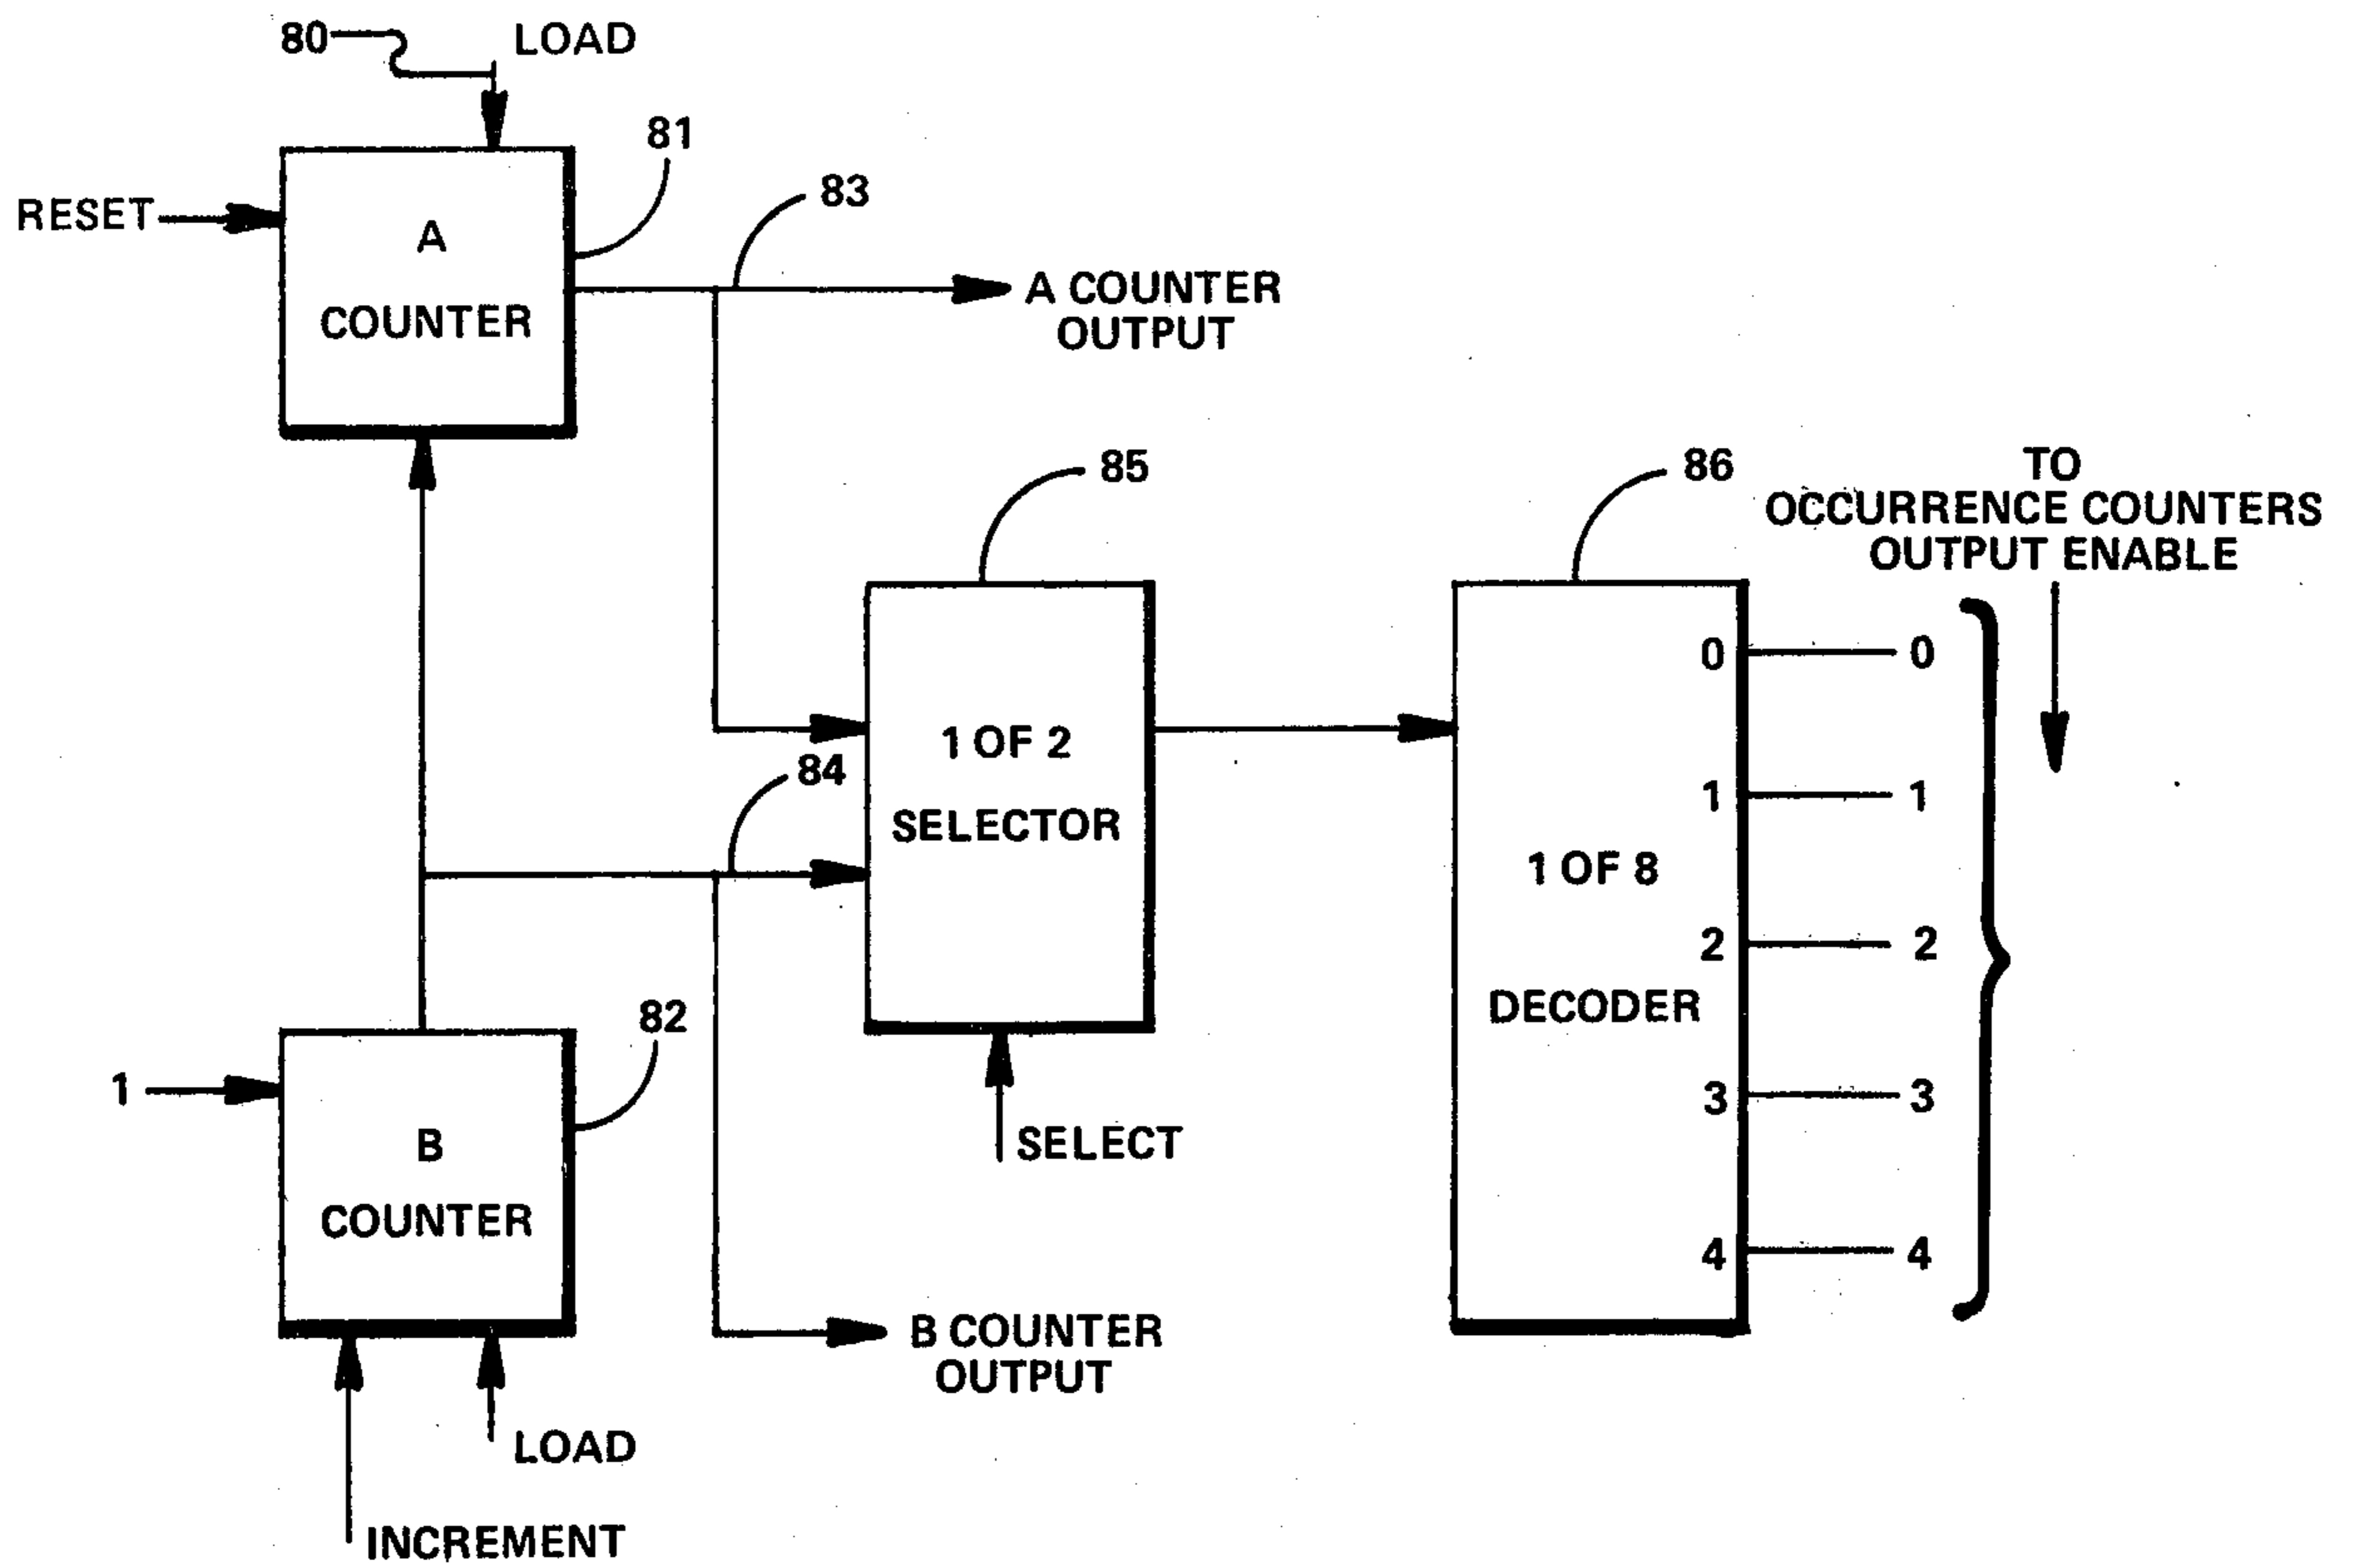 80
LOAD
81
RESET
83
A
COUNTER
A COUNTER
OUTPUT
85
86
TO
OCCURRENCE COUNTERS
OUTPUT ENABLE
0
0
1 OF 2
SELECTOR
84
1
1
1 OF 8
2
2
DECODER
82
1
3
3
B
COUNTER
SELECT
4
4
B COUNTER
OUTPUT
LOAD
INCREMENT